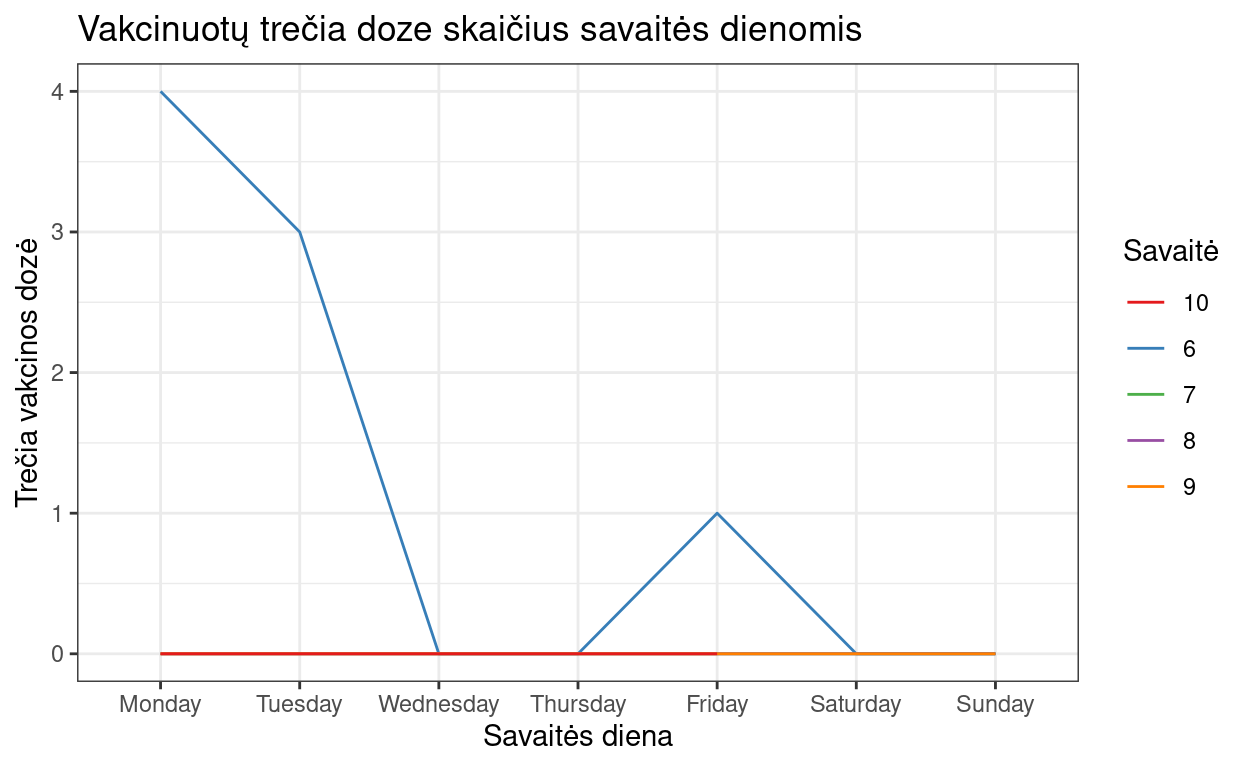 Vakcinuotų trečia doze skaičius savaitės dienomis
4
3
2
1
0
Trečia vakcinos dozė
Monday Tuesday Wednesday Thursday Friday Saturday Sunday
Savaitės diena
Savaitė
10
6
7
8
9